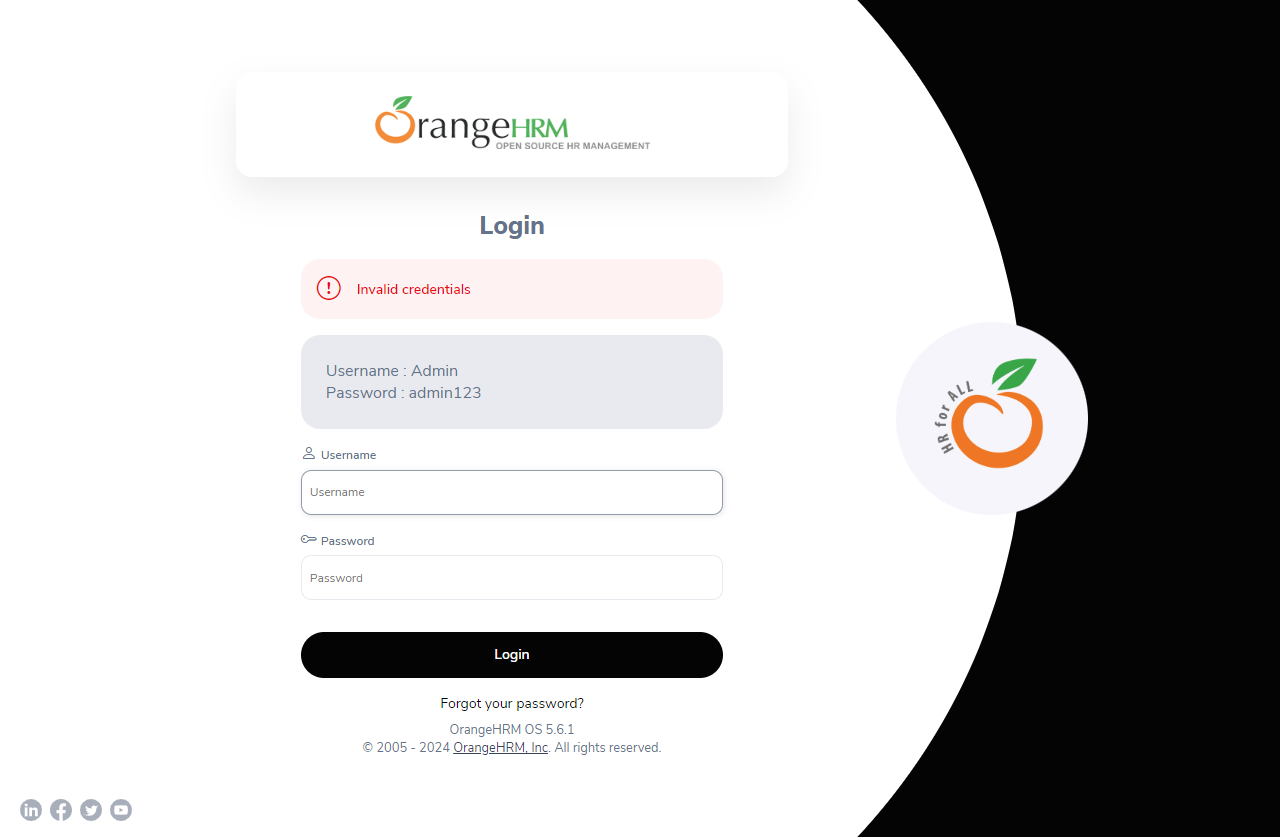 OrangeHRM
OPEN SOURCE HR MANAGEMENT
Login
Invalid credentials
Username : Admin
Password : admin123
Username
Username
Password
Password
Login
Forgot your password?
OrangeHRM OS 5.6.1
© 2005 - 2024 OrangeHRM, Inc. All rights reserved.
HR for ALL
in